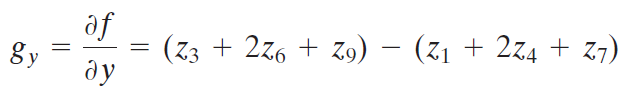 g_y = ∂f/∂y = (z_3 + 2z_6 + z_9) − (z_1 + 2z_4 + z_7)